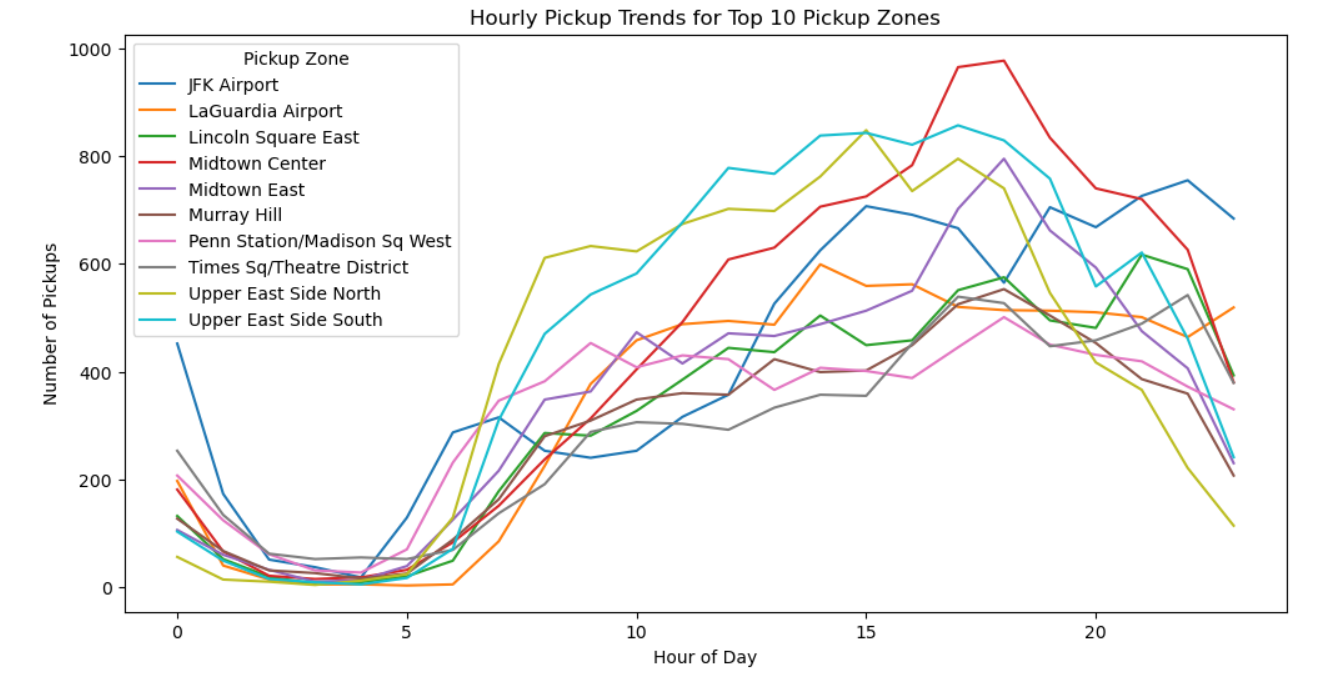 Hourly Pickup Trends for Top 10 Pickup Zones
Number of Pickups
1000
800
600
400
200
0
Pickup Zone
JFK Airport
LaGuardia Airport
Lincoln Square East
Midtown Center
Midtown East
Murray Hill
Penn Station/Madison Sq West
Times Sq/Theatre District
Upper East Side North
Upper East Side South
0 5 10 15 20
Hour of Day